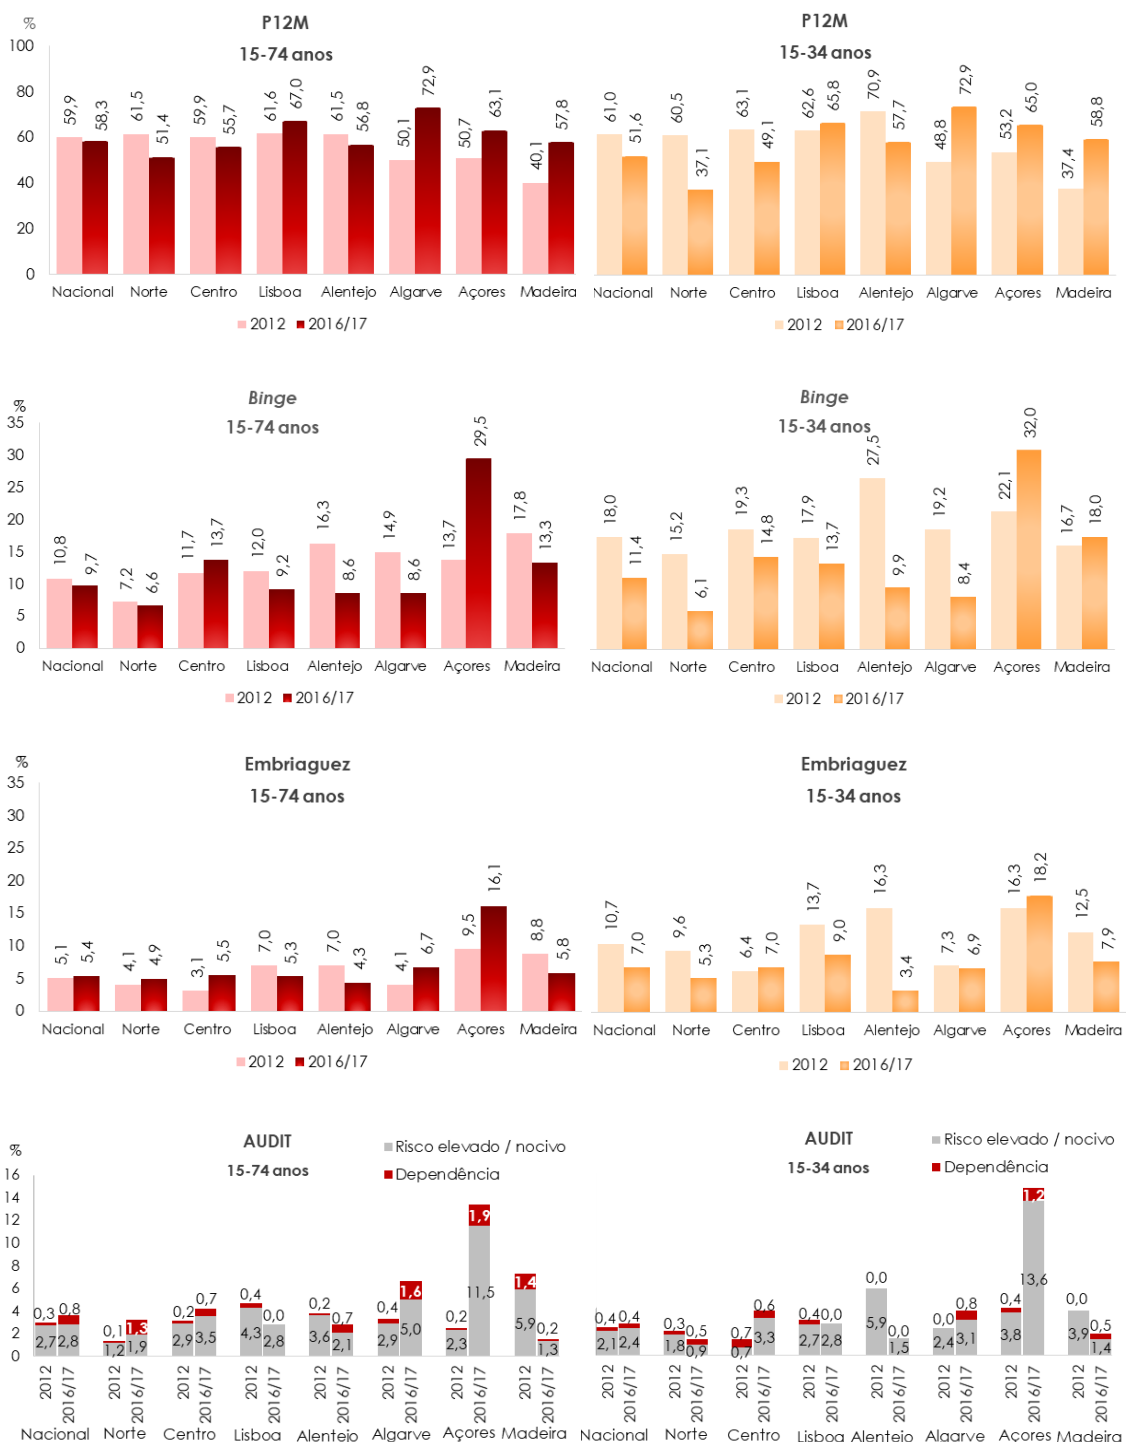 %
P12M
15-74 anos
100
80
60
40
20
0
59,9 58,3 61,5 51,4 59,9 55,7 61,6 67,0 61,5 56,8 50,1 72,9 50,7 63,1 40,1 57,8
Nacional Norte Centro Lisboa Alentejo Algarve Açores Madeira
2012 2016/17
P12M
15-34 anos
61,0 51,6 60,5 37,1 63,1 49,1 62,6 65,8 70,9 57,7 48,8 72,9 53,2 65,0 37,4 58,8
Nacional Norte Centro Lisboa Alentejo Algarve Açores Madeira
2012 2016/17
%
Binge
15-74 anos
35
30
25
20
15
10
5
0
10,8 9,7 7,2 6,6 11,7 13,7 12,0 9,2 16,3 8,6 14,9 8,6 13,7 29,5 17,8 13,3
Nacional Norte Centro Lisboa Alentejo Algarve Açores Madeira
2012 2016/17
Binge
15-34 anos
18,0 11,4 15,2 6,1 19,3 14,8 17,9 13,7 27,5 9,9 19,2 8,4 22,1 32,0 16,7 18,0
Nacional Norte Centro Lisboa Alentejo Algarve Açores Madeira
2012 2016/17
%
Embriaguez
15-74 anos
35
30
25
20
15
10
5
0
5,1 5,4 4,1 4,9 3,1 5,5 7,0 5,3 7,0 4,3 4,1 6,7 9,5 16,1 8,8 5,8
Nacional Norte Centro Lisboa Alentejo Algarve Açores Madeira
2012 2016/17
Embriaguez
15-34 anos
10,7 7,0 9,6 5,3 6,4 7,0 13,7 9,0 16,3 3,4 7,3 6,9 16,3 18,2 12,5 7,9
Nacional Norte Centro Lisboa Alentejo Algarve Açores Madeira
2012 2016/17
%
AUDIT
15-74 anos
Risco elevado / nocivo
Dependência
16
14
12
10
8
6
4
2
0
0,3 0,8 0,1 1,3 0,2 0,7 0,4 0,0 0,2 0,7 0,4 1,6 0,2 1,9 1,4 0,2
2,7 2,8 1,2 1,9 2,9 3,5 4,3 2,8 3,6 2,1 2,9 5,0 2,3 11,5 5,9 1,3
2012 2016/17 2012 2016/17 2012 2016/17 2012 2016/17 2012 2016/17 2012 2016/17 2012 2016/17 2012 2016/17
Nacional Norte Centro Lisboa Alentejo Algarve Açores Madeira
AUDIT
15-34 anos
Risco elevado / nocivo
Dependência
0,4 0,4 0,3 0,5 0,7 0,6 0,4 0,0 0,0 0,0 0,0 0,8 0,4 1,2 0,0 0,5
2,1 2,4 1,8 0,9 0,7 3,3 2,7 2,8 5,9 1,5 2,4 3,1 3,8 13,6 3,9 1,4
2012 2016/17 2012 2016/17 2012 2016/17 2012 2016/17 2012 2016/17 2012 2016/17 2012 2016/17 2012 2016/17
Nacional Norte Centro Lisboa Alentejo Algarve Açores Madeira